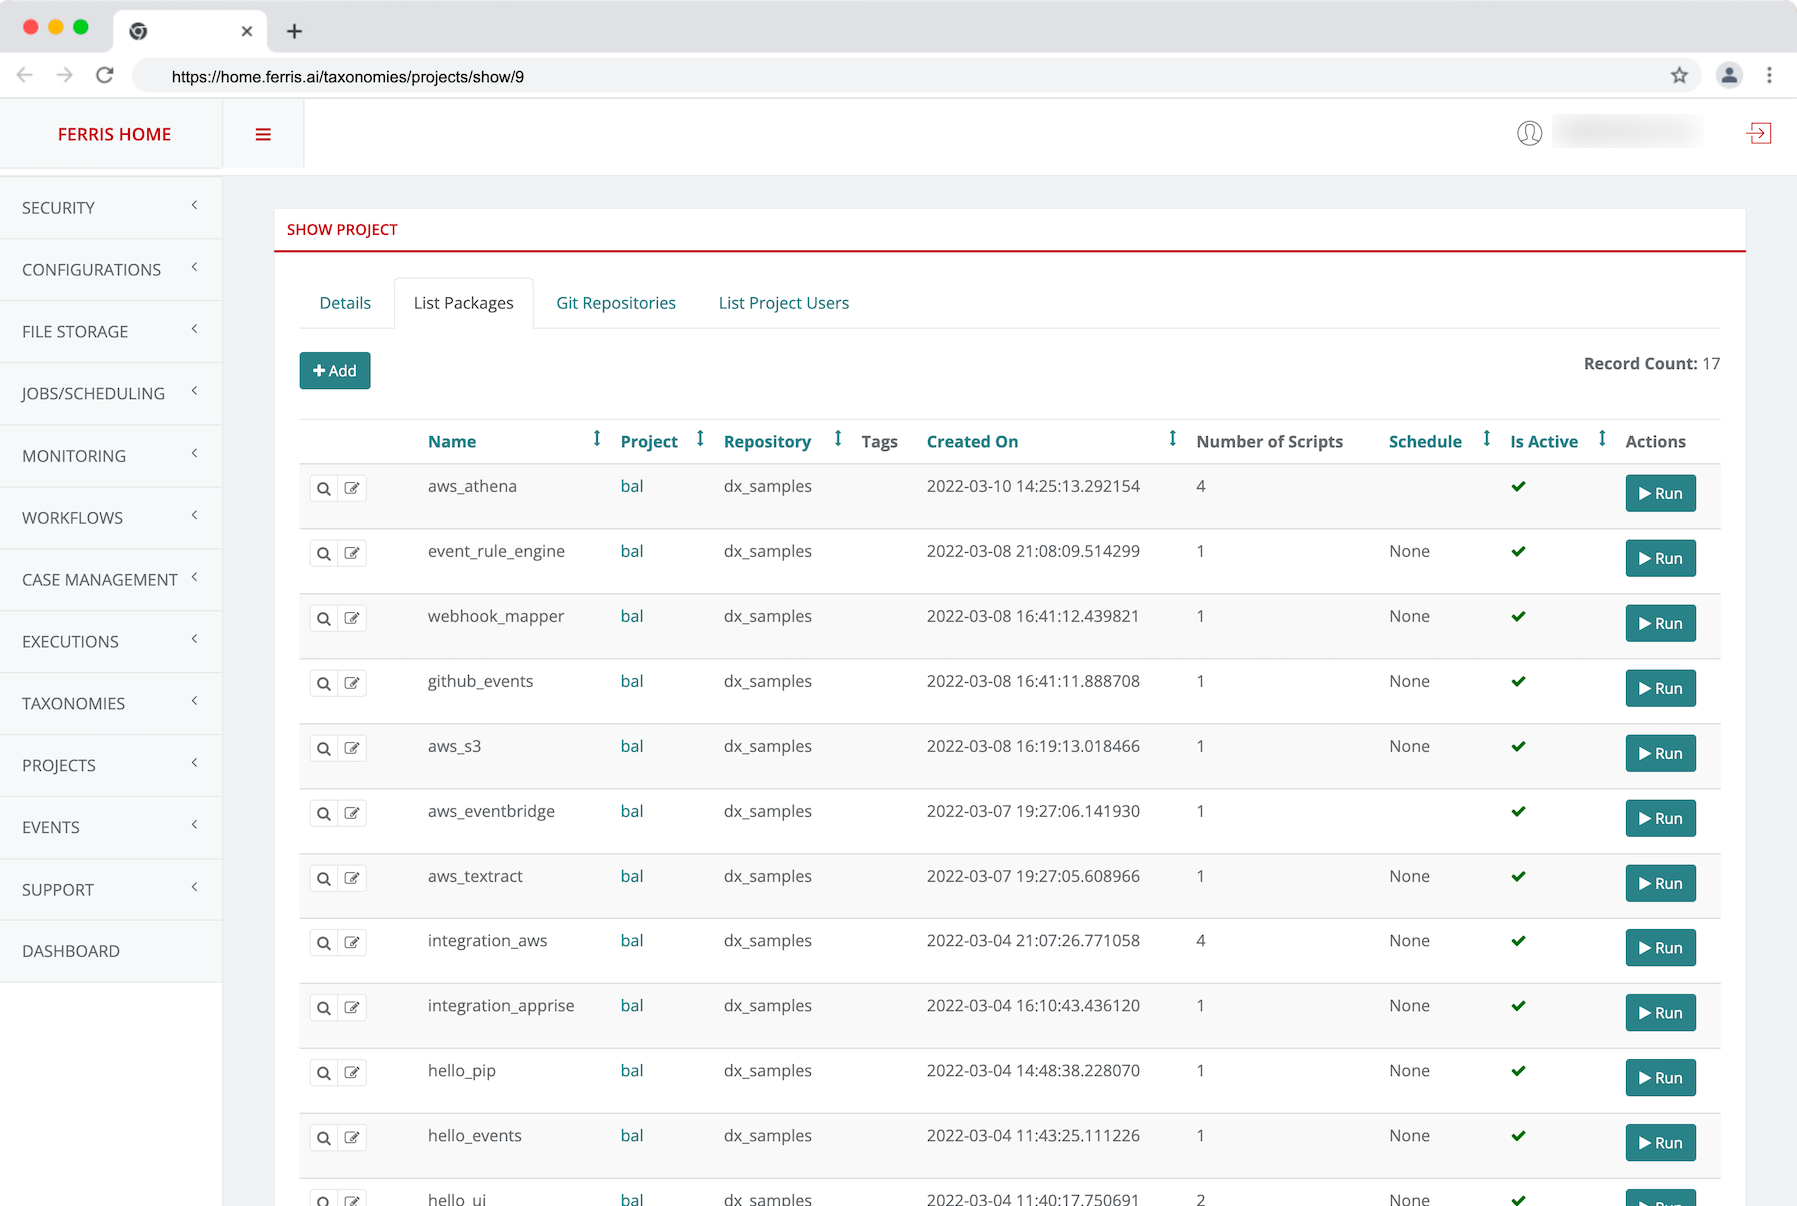 https://home.ferris.ai/taxonomies/projects/show/9
FERRIS HOME
SECURITY
CONFIGURATIONS
FILE STORAGE
JOBS/SCHEDULING
MONITORING
WORKFLOWS
CASE MANAGEMENT
EXECUTIONS
TAXONOMIES
PROJECTS
EVENTS
SUPPORT
DASHBOARD
SHOW PROJECT
Details List Packages Git Repositories List Project Users
Add Record Count: 17
Name Project Repository Tags Created On Number of Scripts Schedule Is Active Actions
aws_athena bal dx_samples 2022-03-10 14:25:13.292154 4 Run
event_rule_engine bal dx_samples 2022-03-08 21:08:09.514299 1 None Run
webhook_mapper bal dx_samples 2022-03-08 16:41:12.439821 1 None Run
github_events bal dx_samples 2022-03-08 16:41:11.888708 1 None Run
aws_s3 bal dx_samples 2022-03-08 16:19:13.018466 1 None Run
aws_eventbridge bal dx_samples 2022-03-07 19:27:06.141930 1 Run
aws_textract bal dx_samples 2022-03-07 19:27:05.608966 1 None Run
integration_aws bal dx_samples 2022-03-04 21:07:26.771058 4 None Run
integration_apprise bal dx_samples 2022-03-04 16:10:43.436120 1 None Run
hello_pip bal dx_samples 2022-03-04 14:48:38.228070 1 None Run
hello_events bal dx_samples 2022-03-04 11:43:25.111226 1 None Run
hello_ui bal dx_samples 2022-03-04 11:40:17.750691 2 None Run